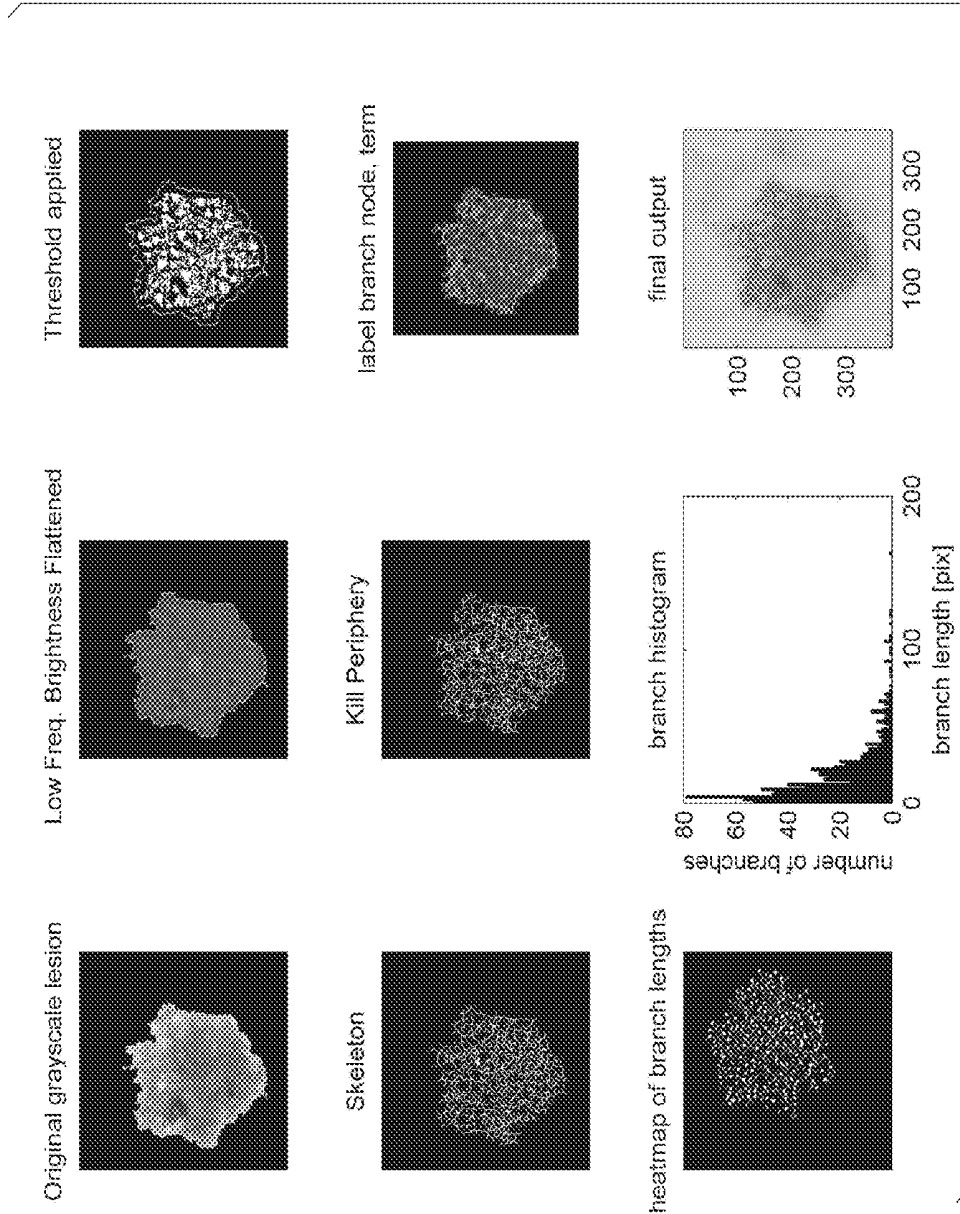 Original grayscale lesion
Low Freq. Brightness Flattened
Threshold applied
Skeleton
Kill Periphery
label branch node, term
heatmap of branch lengths
branch histogram
number of branches
80
60
40
20
0
0
100
200
branch length [pix]
final output
100
200
300
100
200
300